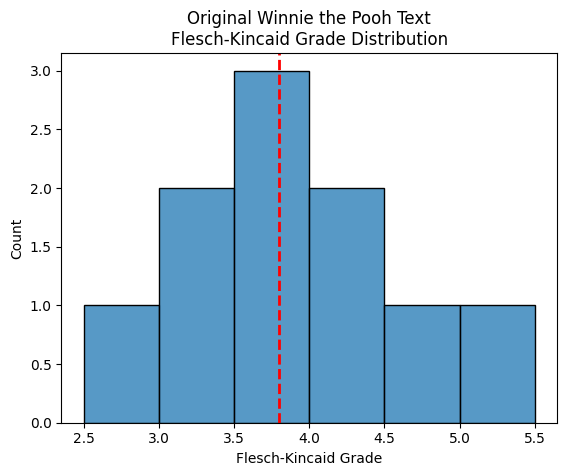 Original Winnie the Pooh Text
Flesch-Kincaid Grade Distribution
3.0
2.5
2.0
1.5
1.0
0.5
0.0
Count
2.5 3.0 3.5 4.0 4.5 5.0 5.5
Flesch-Kincaid Grade